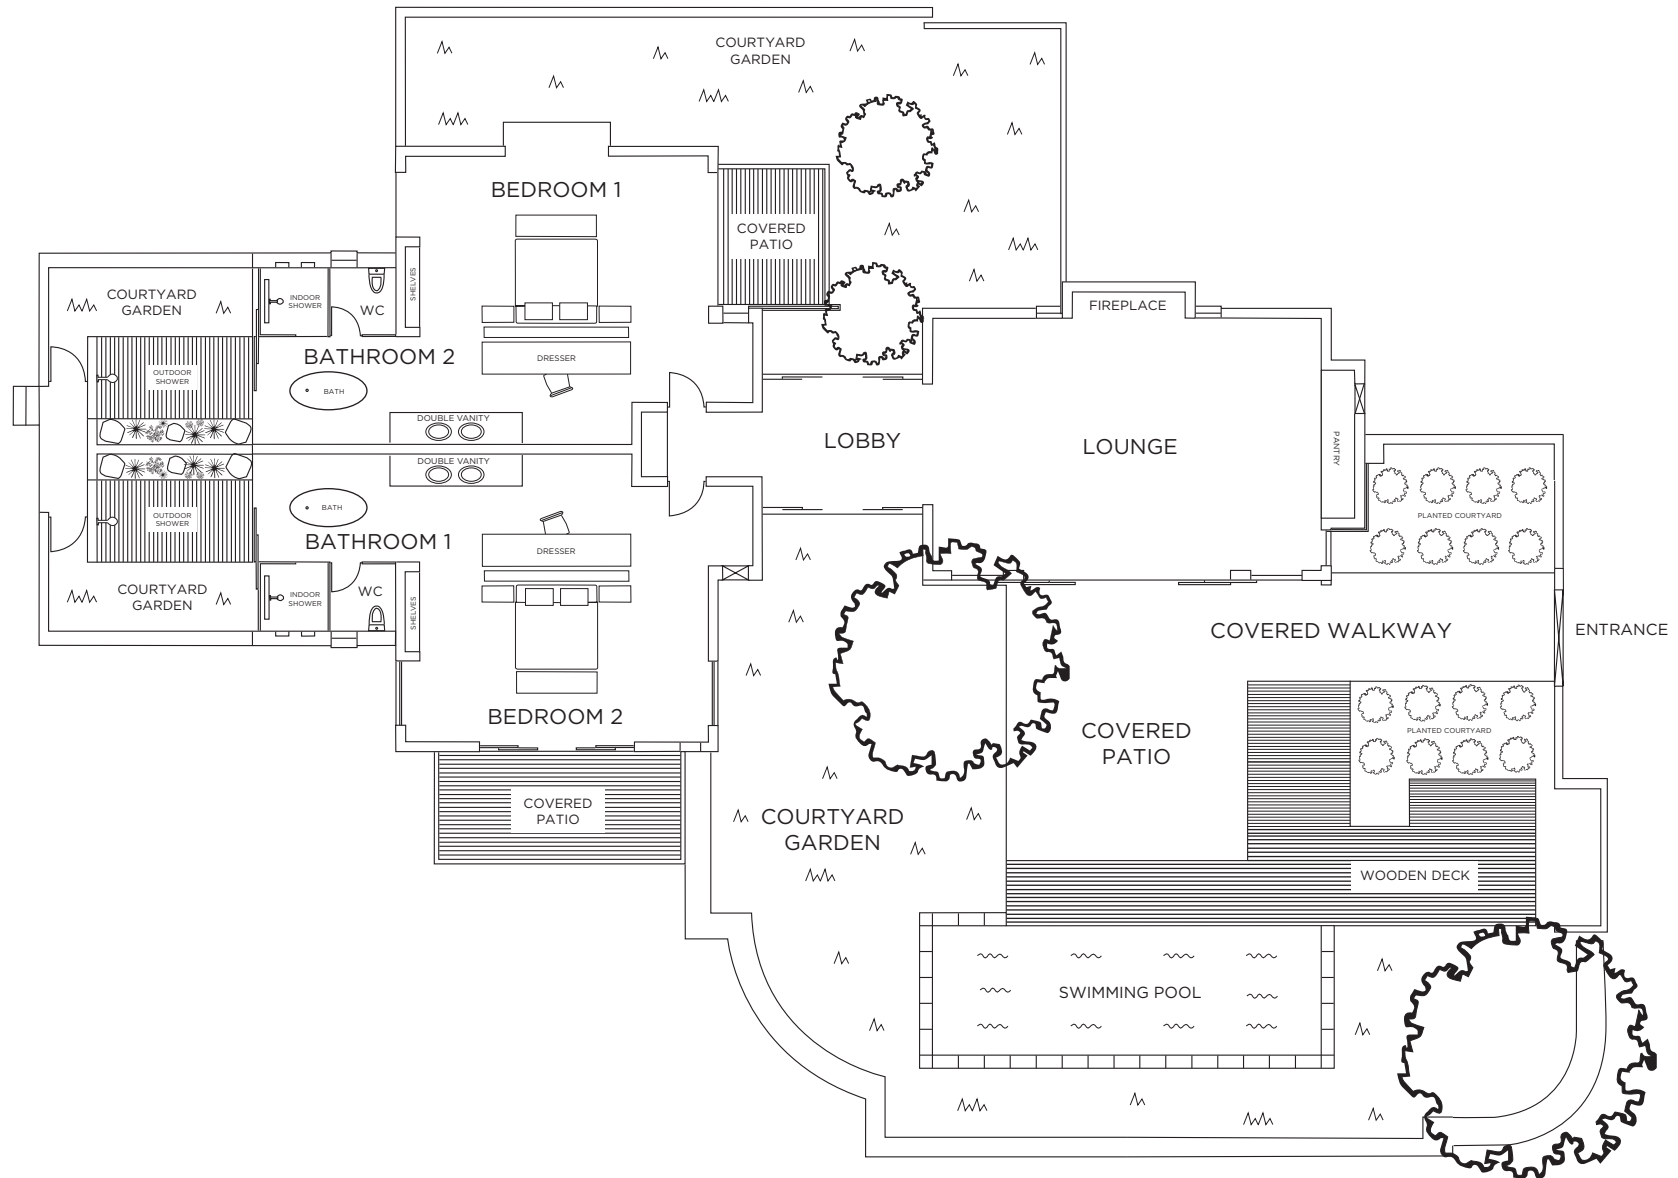 COURTYARD
GARDEN
BEDROOM 1
COVERED
PATIO
SHELVES
COURTYARD
GARDEN
INDOOR
SHOWER
WC
FIREPLACE
BATHROOM 2
DRESSER
OUTDOOR
SHOWER
BATH
DOUBLE VANITY
LOBBY
LOUNGE
PANTRY
DOUBLE VANITY
BATH
OUTDOOR
SHOWER
PLANTED COURTYARD
BATHROOM 1
DRESSER
COURTYARD
GARDEN
INDOOR
SHOWER
WC
SHELVES
COVERED WALKWAY
ENTRANCE
BEDROOM 2
COVERED
PATIO
PLANTED COURTYARD
COVERED
PATIO
COURTYARD
GARDEN
WOODEN DECK
SWIMMING POOL